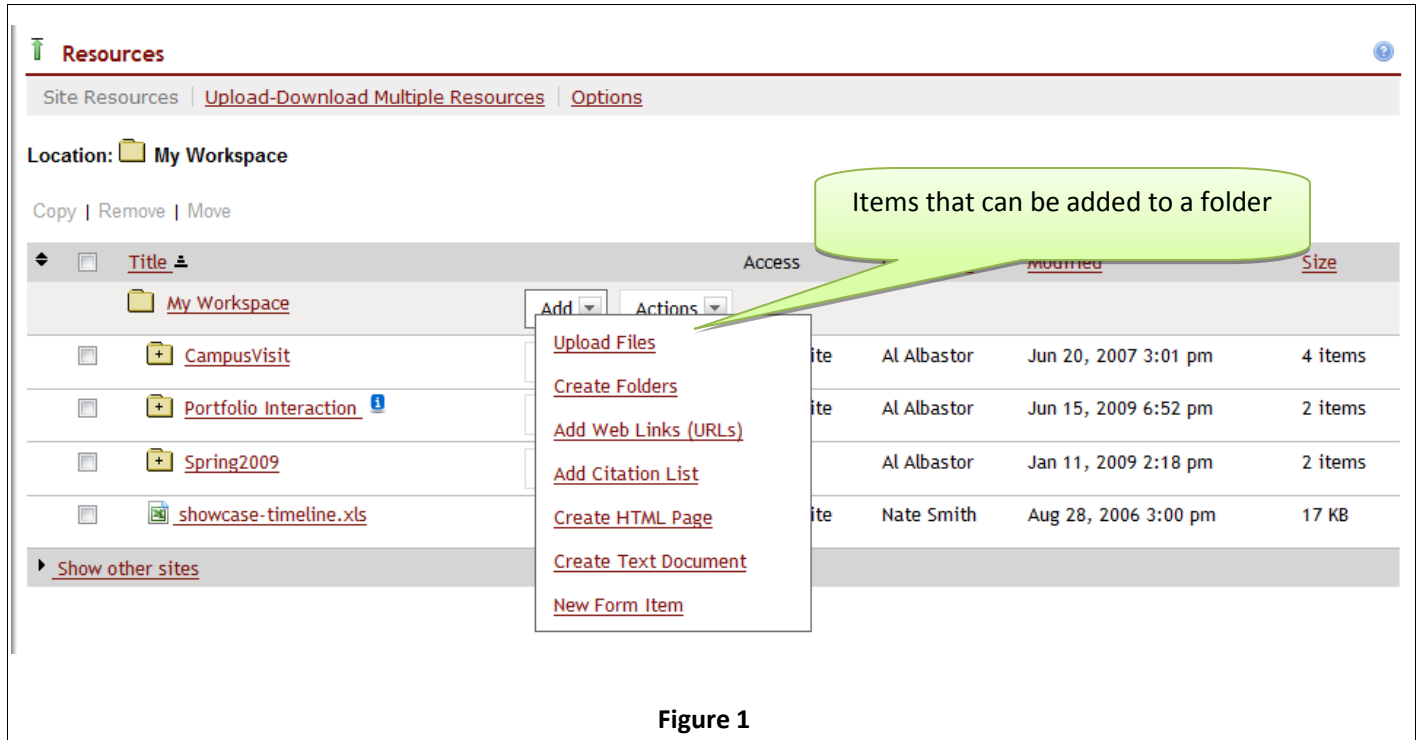 Resources
Site Resources | Upload-Download Multiple Resources | Options
Location: My Workspace
Items that can be added to a folder
Copy | Remove | Move
Title Access Modified Size
My Workspace Add Actions
Upload Files
CampusVisit ite Al Albastor Jun 20, 2007 3:01 pm 4 items
Create Folders
Portfolio Interaction ite Al Albastor Jun 15, 2009 6:52 pm 2 items
Add Web Links (URLs)
Spring2009 Al Albastor Jan 11, 2009 2:18 pm 2 items
Add Citation List
showcase-timeline.xls ite Nate Smith Aug 28, 2006 3:00 pm 17 KB
Create HTML Page
Create Text Document
Show other sites
New Form Item
Figure 1